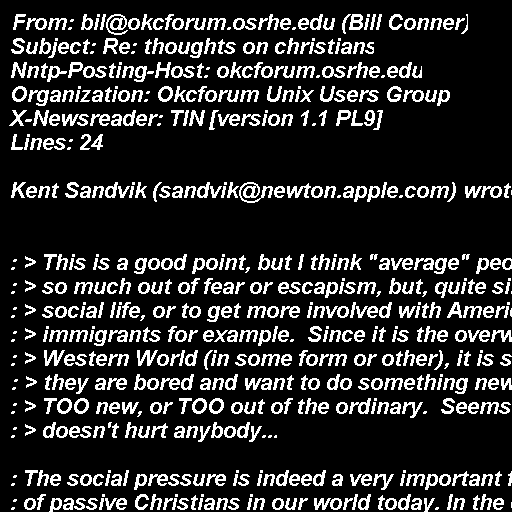 From: bil@okcforum.osrhe.edu (Bill Conner)
Subject: Re: thoughts on christians
Nntp-Posting-Host: okcforum.osrhe.edu
Organization: Okcforum Unix Users Group
X-Newsreader: TIN [version 1.1 PL9]
Lines: 24
Kent Sandvik (sandvik@newton.apple.com) wrot
: > This is a good point, but I think "average" peo
: > so much out of fear or escapism, but, quite si
: > social life, or to get more involved with Ameri
: > immigrants for example.  Since it is the overw
: > Western World (in some form or other), it is s
: > they are bored and want to do something new
: > TOO new, or TOO out of the ordinary.  Seems
: > doesn't hurt anybody...
: The social pressure is indeed a very important f
: of passive Christians in our world today. In the